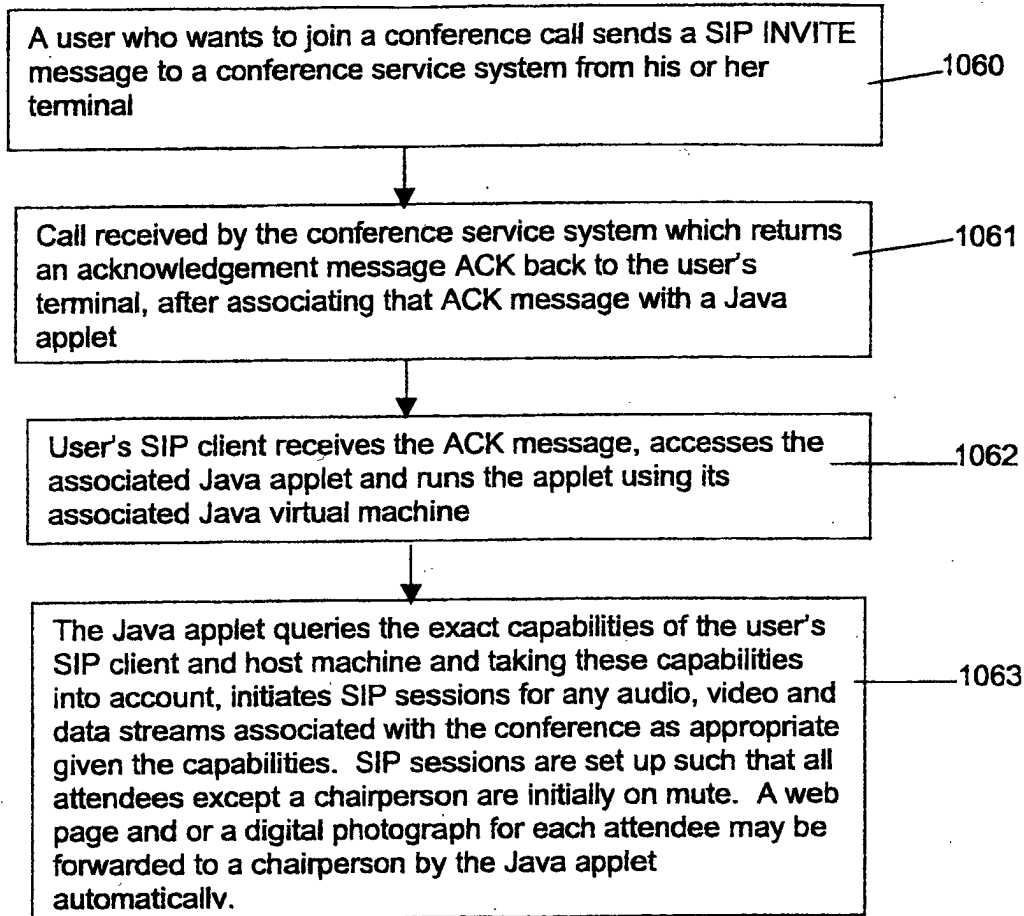 A user who wants to join a conference call sends a SIP INVITE
message to a conference service system from his or her
terminal
1060
Call received by the conference service system which returns
an acknowledgement message ACK back to the user's
terminal, after associating that ACK message with a Java
applet
1061
User's SIP client receives the ACK message, accesses the
associated Java applet and runs the applet using its
associated Java virtual machine
1062
The Java applet queries the exact capabilities of the user's
SIP client and host machine and taking these capabilities
into account, initiates SIP sessions for any audio, video and
data streams associated with the conference as appropriate
given the capabilities. SIP sessions are set up such that all
attendees except a chairperson are initially on mute. A web
page and or a digital photograph for each attendee may be
forwarded to a chairperson by the Java applet
automatically.
1063